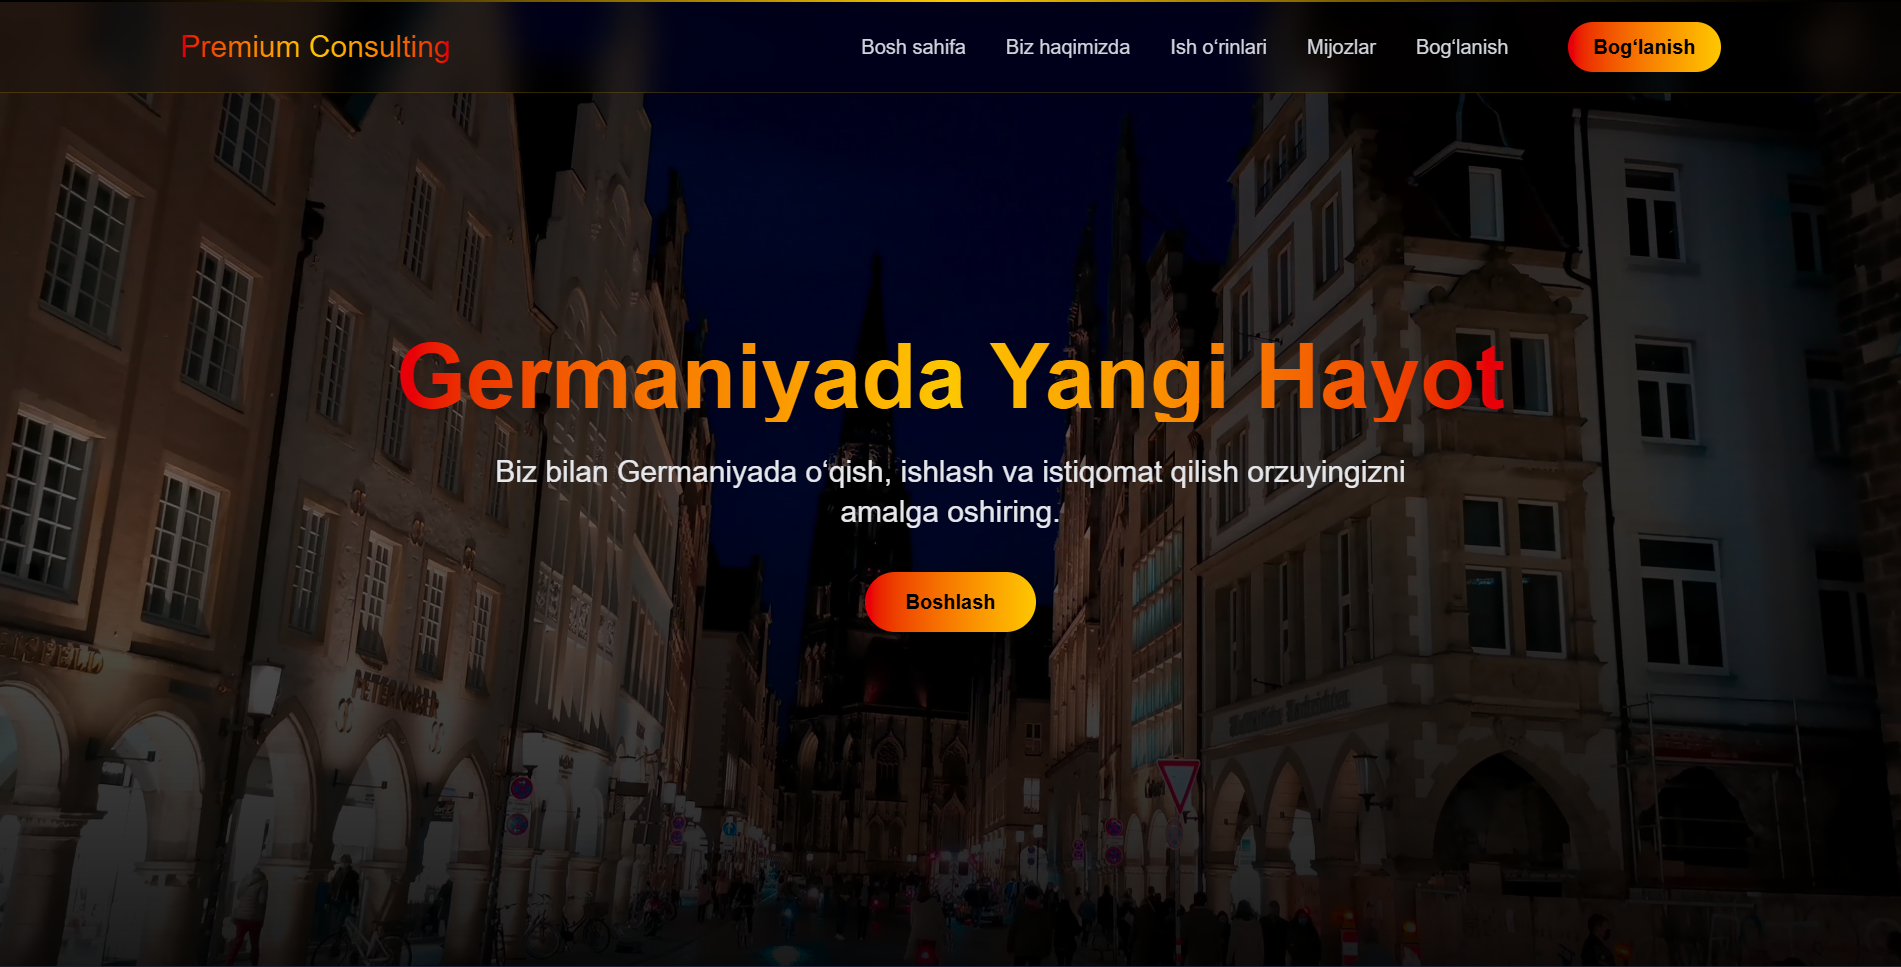 Premium Consulting
Bosh sahifa
Biz haqimizda
Ish o‘rinlari
Mijozlar
Bog‘lanish
Bog‘lanish
Germaniyada Yangi Hayot
Biz bilan Germaniyada o‘qish, ishlash va istiqomat qilish orzuyingizni
amalga oshiring.
Boshlash